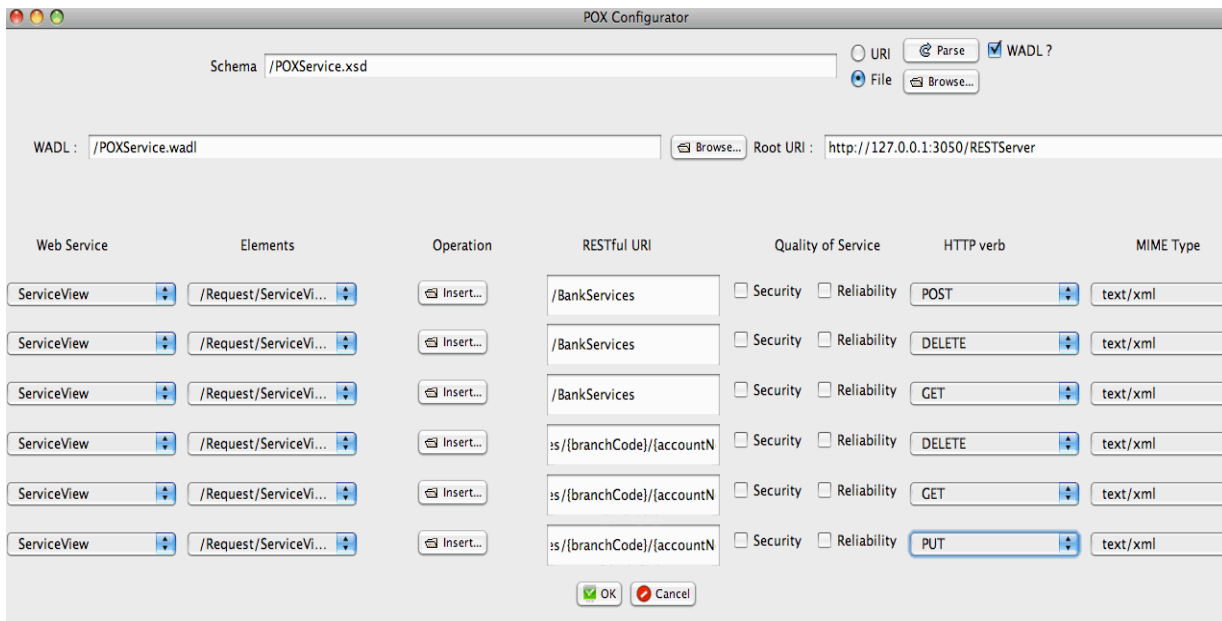 POX Configurator
Schema /POXService.xsd URI Parse WADL ?
File Browse...
WADL : /POXService.wadl Browse... Root URI : http://127.0.0.1:3050/RESTServer
Web Service Elements Operation RESTful URI Quality of Service HTTP verb MIME Type
ServiceView /Request/ServiceVi... Insert... /BankServices Security Reliability POST text/xml
ServiceView /Request/ServiceVi... Insert... /BankServices Security Reliability DELETE text/xml
ServiceView /Request/ServiceVi... Insert... /BankServices Security Reliability GET text/xml
ServiceView /Request/ServiceVi... Insert... es/{branchCode}/{accountN Security Reliability DELETE text/xml
ServiceView /Request/ServiceVi... Insert... es/{branchCode}/{accountN Security Reliability GET text/xml
ServiceView /Request/ServiceVi... Insert... es/{branchCode}/{accountN Security Reliability PUT text/xml
OK Cancel